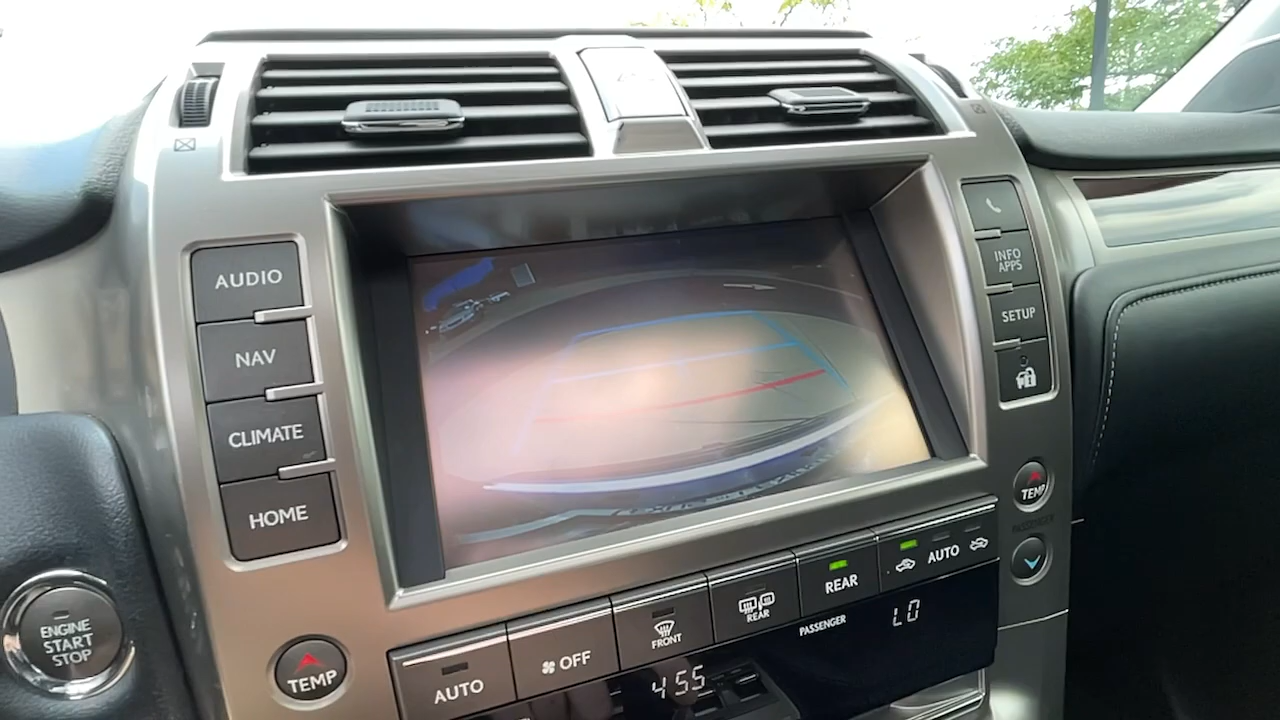 AUDIO
NAV
CLIMATE
HOME
INFO
APPS
SETUP
ENGINE
START
STOP
TEMP
TEMP
PASSENGER
AUTO
OFF
FRONT
REAR
REAR
AUTO
PASSENGER
LO
4:55